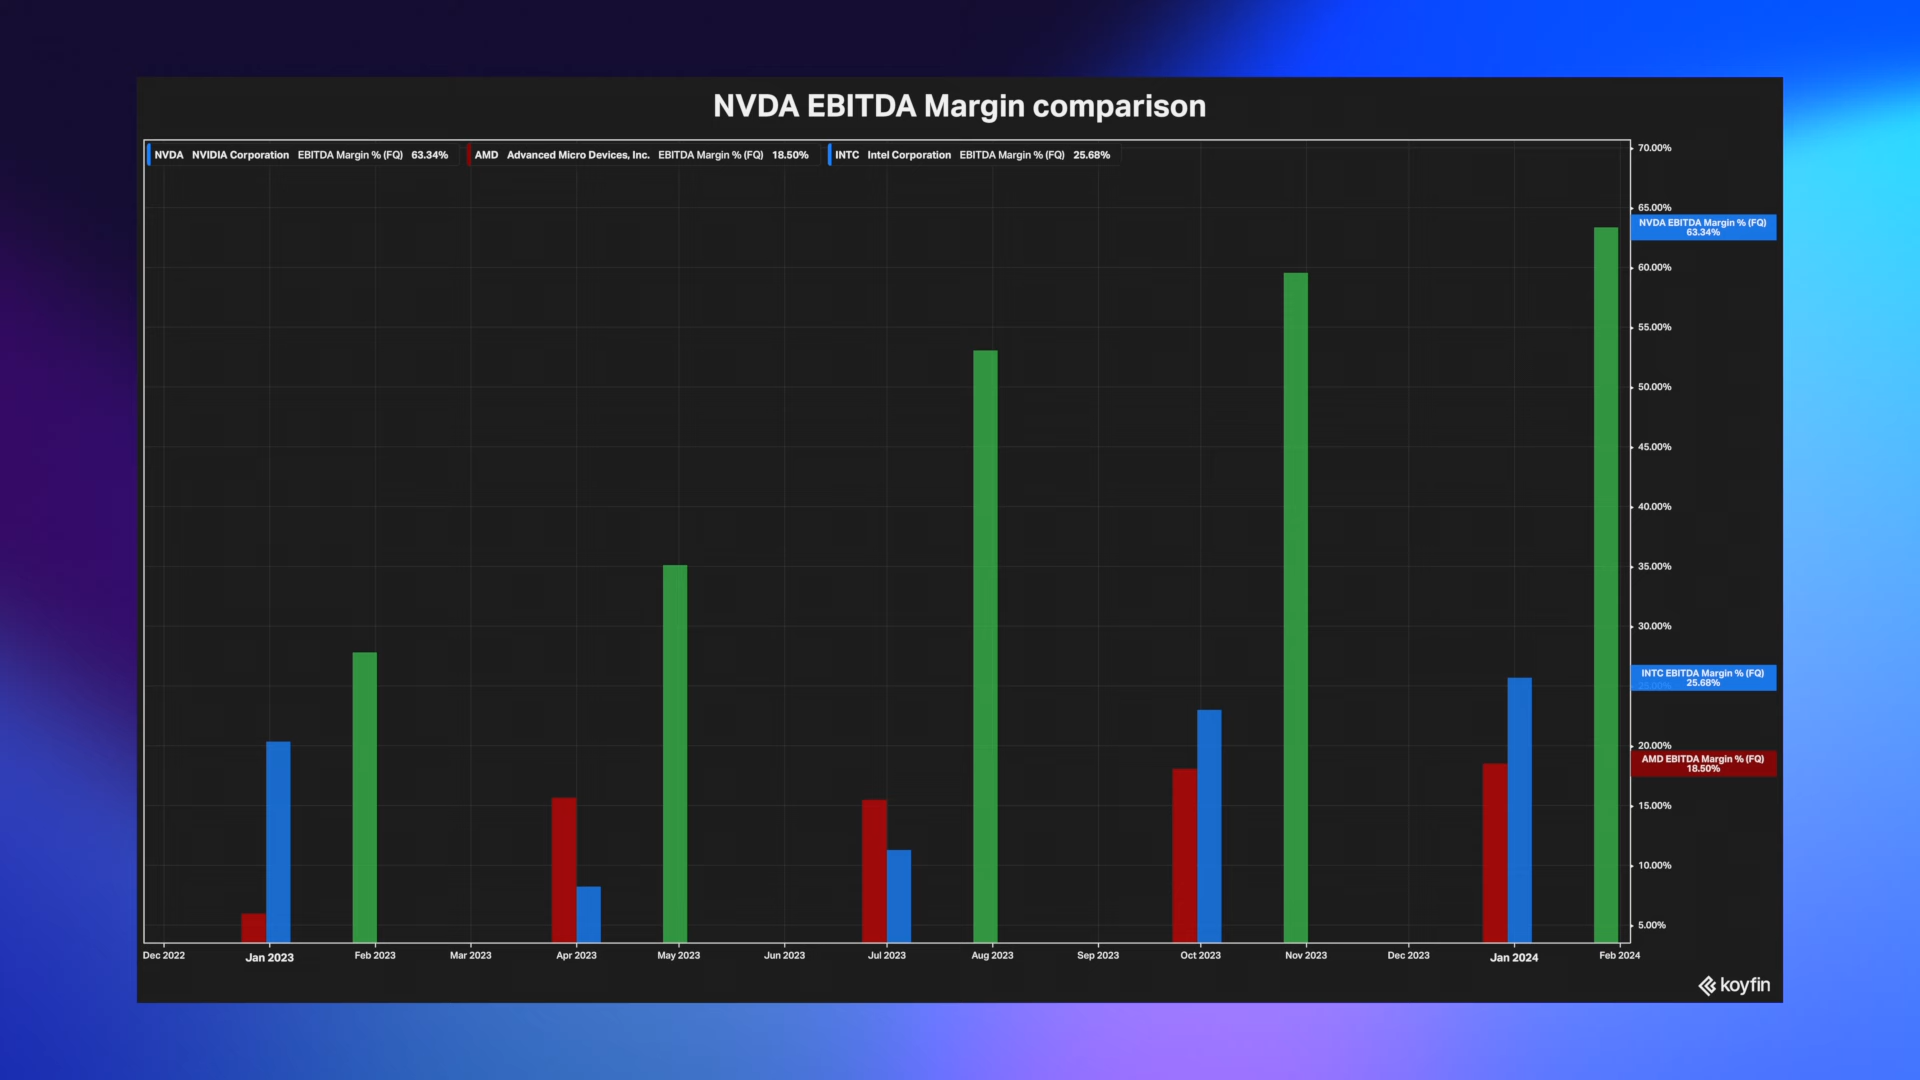 NVDA EBITDA Margin comparison
NVDA NVIDIA Corporation EBITDA Margin % (FQ) 63.34% AMD Advanced Micro Devices, Inc. EBITDA Margin % (FQ) 18.50% INTC Intel Corporation EBITDA Margin % (FQ) 25.68%
70.00%
65.00%
NVDA EBITDA Margin % (FQ)
63.34%
60.00%
55.00%
50.00%
45.00%
40.00%
35.00%
30.00%
INTC EBITDA Margin % (FQ)
25.68%
20.00%
AMD EBITDA Margin % (FQ)
18.50%
15.00%
10.00%
5.00%
Dec 2022 Jan 2023 Feb 2023 Mar 2023 Apr 2023 May 2023 Jun 2023 Jul 2023 Aug 2023 Sep 2023 Oct 2023 Nov 2023 Dec 2023 Jan 2024 Feb 2024
koyfin